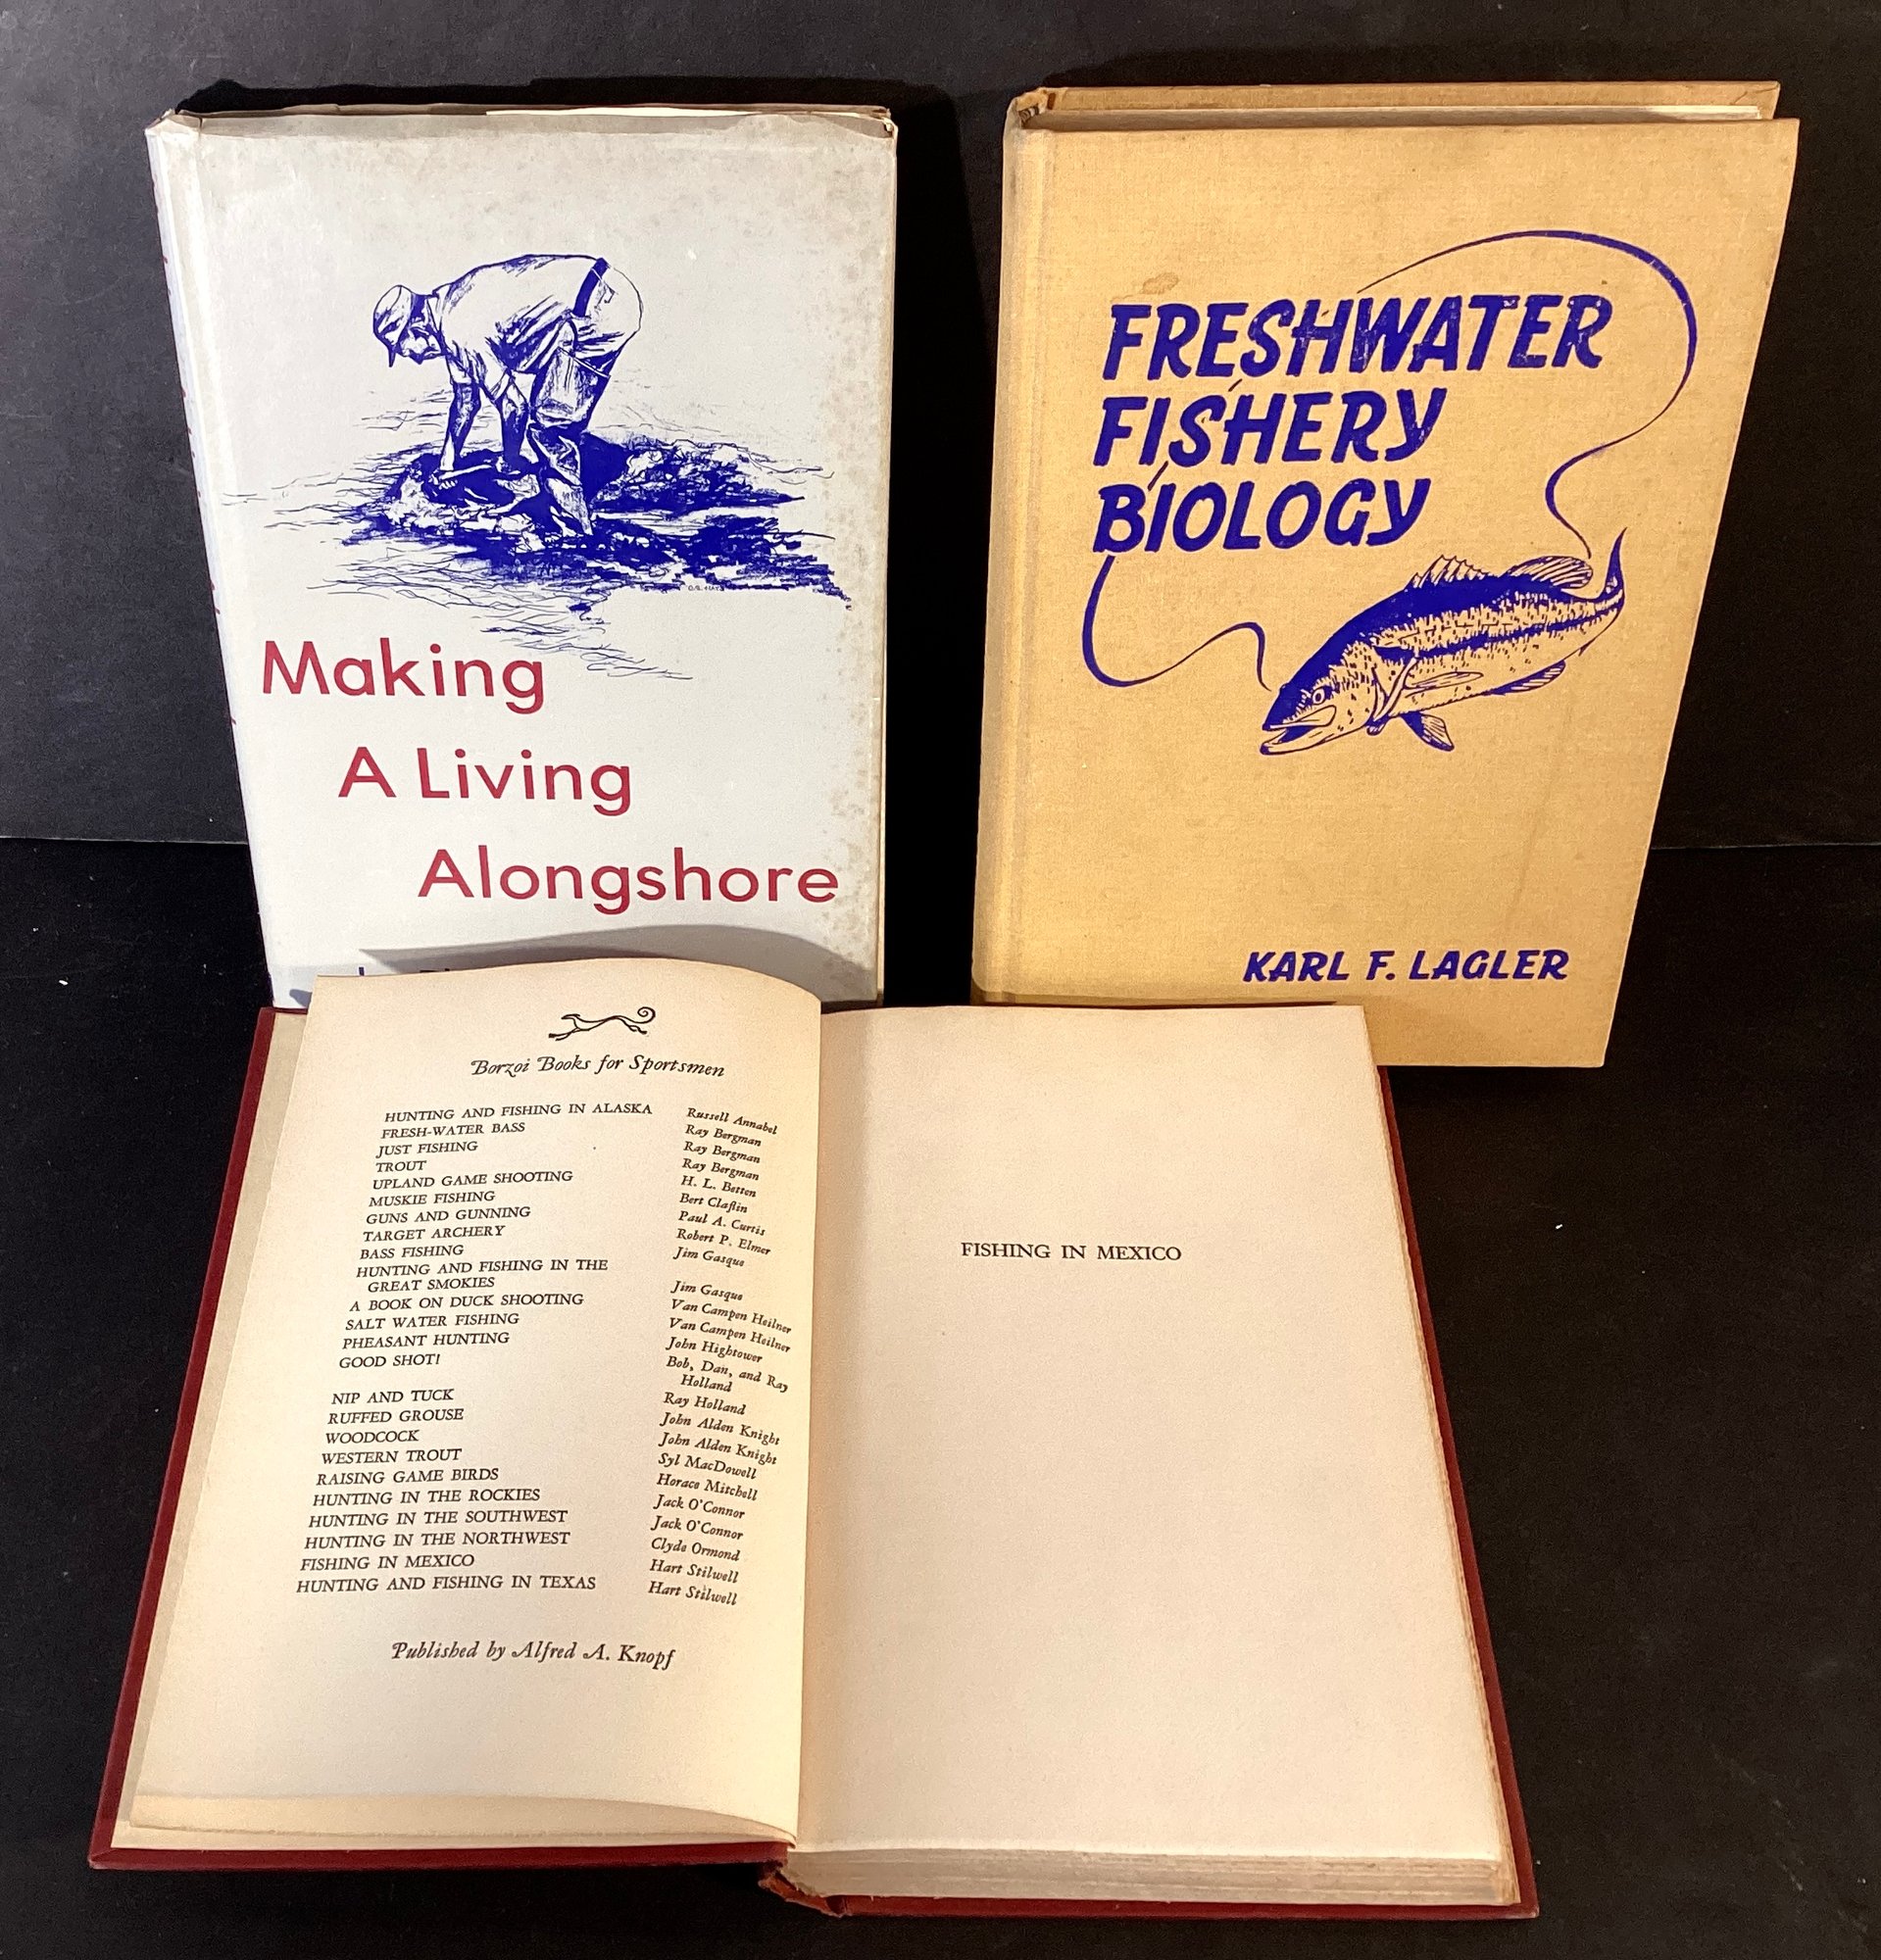 Making
A Living
Alongshore
FRESHWATER
FISHERY
BIOLOGY
KARL F. LAGLER
Borzoi Books for Sportsmen
HUNTING AND FISHING IN ALASKA Russell Annabel
FRESH-WATER BASS Ray Bergman
JUST FISHING Ray Bergman
TROUT Ray Bergman
UPLAND GAME SHOOTING H. L. Betten
MUSKIE FISHING Bert Claflin
GUNS AND GUNNING Paul A. Curtis
TARGET ARCHERY Robert P. Elmer
BASS FISHING Jim Gasque
HUNTING AND FISHING IN THE
GREAT SMOKIES Jim Gasque
A BOOK ON DUCK SHOOTING Van Campen Heilner
SALT WATER FISHING Van Campen Heilner
PHEASANT HUNTING John Hightower
GOOD SHOT! Bob, Dan, and Ray
Holland
NIP AND TUCK Ray Holland
RUFFED GROUSE John Alden Knight
WOODCOCK John Alden Knight
WESTERN TROUT Syl MacDowell
RAISING GAME BIRDS Horace Mitchell
HUNTING IN THE ROCKIES Jack O'Connor
HUNTING IN THE SOUTHWEST Jack O'Connor
HUNTING IN THE NORTHWEST Clyde Ormond
FISHING IN MEXICO Hart Stilwell
HUNTING AND FISHING IN TEXAS Hart Stilwell
Published by Alfred A. Knopf
FISHING IN MEXICO